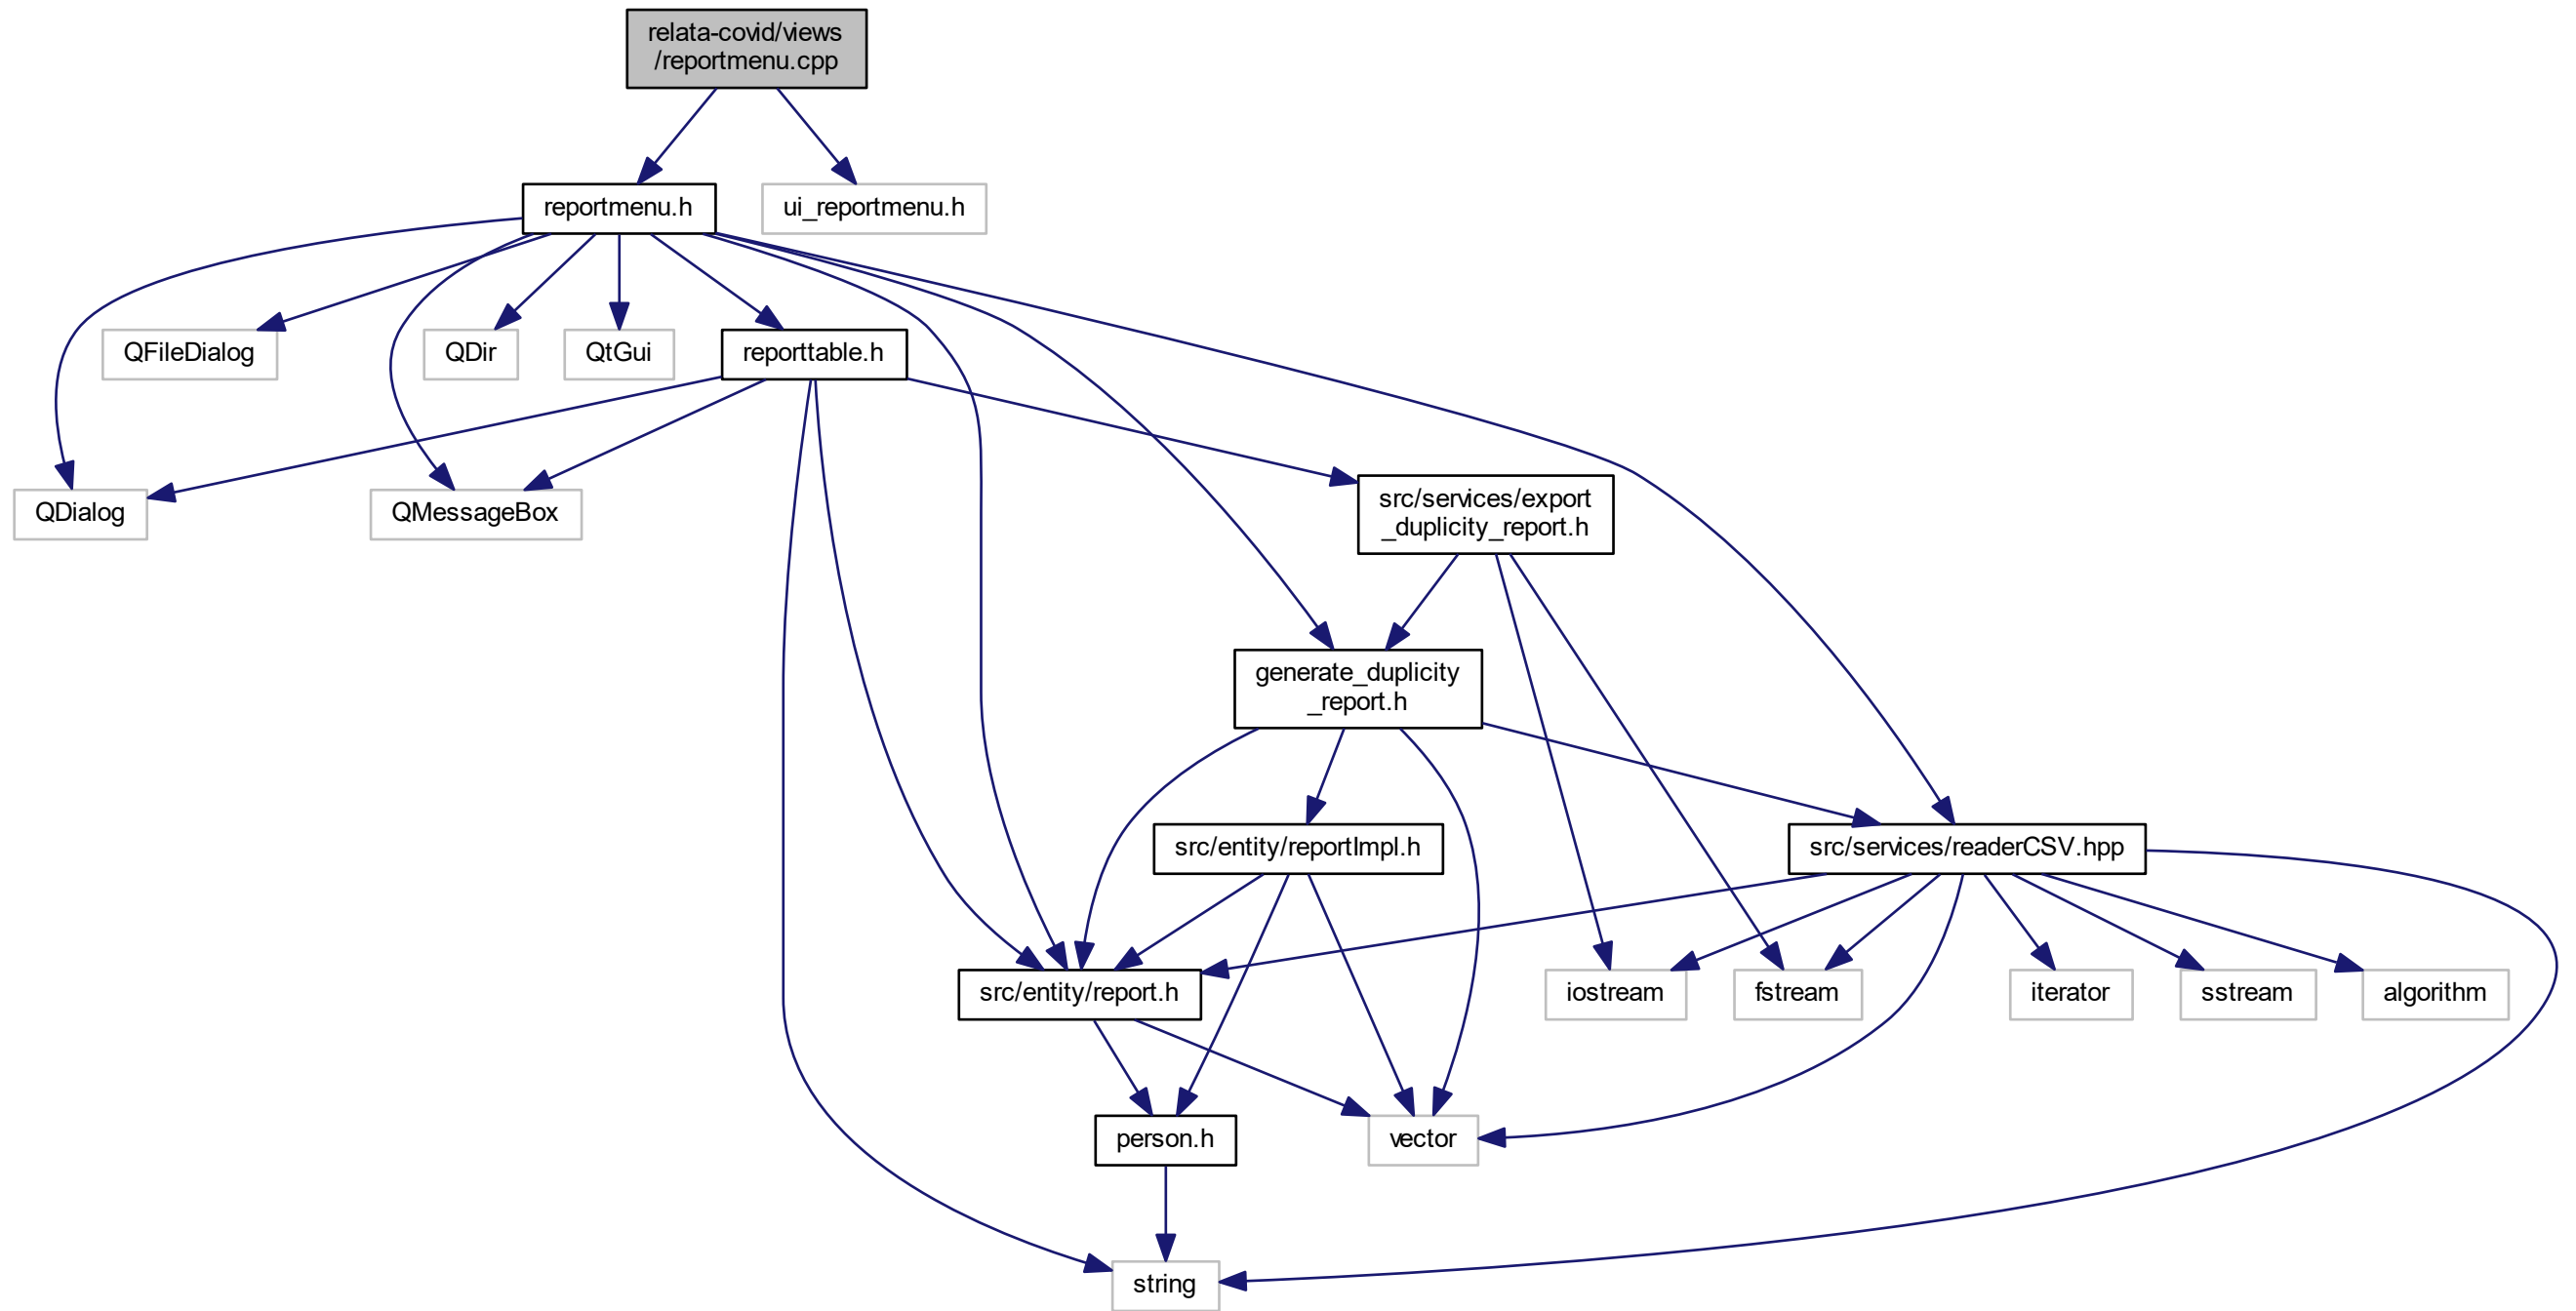 relata-covid/views
/reportmenu.cpp
reportmenu.h
ui_reportmenu.h
QFileDialog
QDir
QtGui
reporttable.h
QDialog
QMessageBox
src/services/export
_duplicity_report.h
generate_duplicity
_report.h
src/entity/reportImpl.h
src/services/readerCSV.hpp
src/entity/report.h
iostream
fstream
iterator
sstream
algorithm
person.h
vector
string